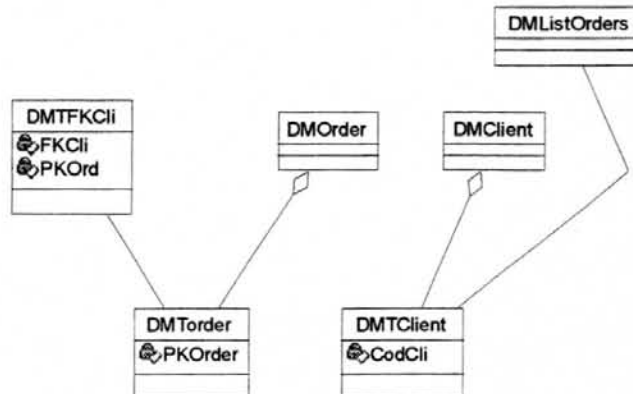 DMListOrders
DMTFKCli
FKCli
PKOrd
DMOrder
DMClient
DMTorder
PKOrder
DMTClient
CodCli